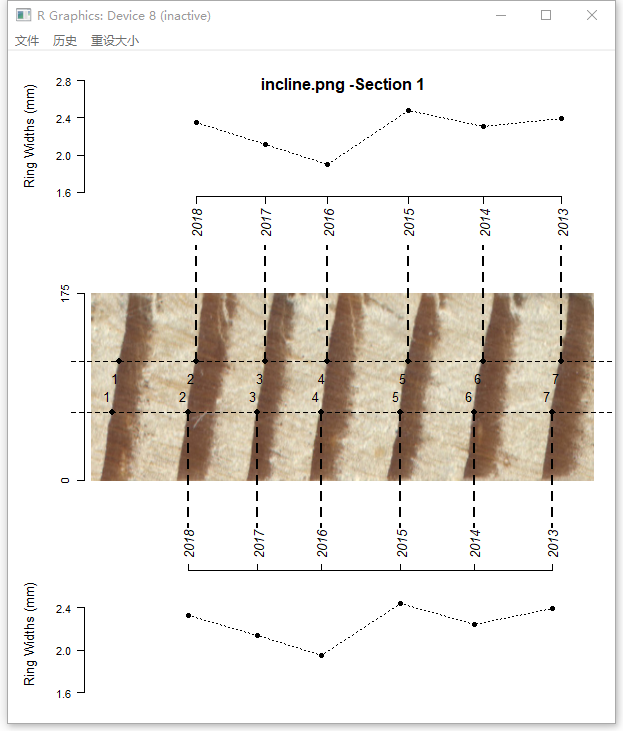 R Graphics: Device 8 (inactive)
文件 历史 重设大小
incline.png -Section 1
Ring Widths (mm)
2.8
2.4
2.0
1.6
2018 2017 2016 2015 2014 2013
175
0
1 2 3 4 5 6 7
1 2 3 4 5 6 7
2018 2017 2016 2015 2014 2013
Ring Widths (mm)
2.4
2.0
1.6